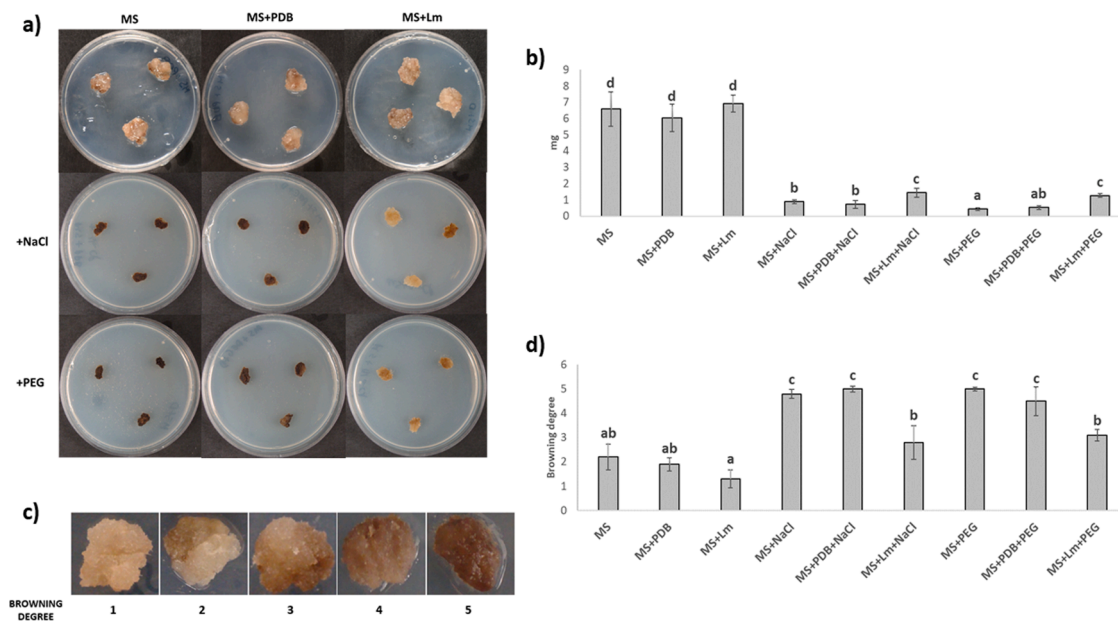 a)
MS
MS+PDB
MS+Lm
+NaCl
+PEG
b)
mg
9
8
7
6
5
4
3
2
1
0
d
d
d
b
b
c
a
ab
c
MS
MS+PDB
MS+Lm
MS+NaCl
MS+PDB+NaCl
MS+Lm+NaCl
MS+PEG
MS+PDB+PEG
MS+Lm+PEG
c)
BROWNING
DEGREE
1
2
3
4
5
d)
Browning degree
6
5
4
3
2
1
0
ab
ab
a
c
c
b
c
c
b
MS
MS+PDB
MS+Lm
MS+NaCl
MS+PDB+NaCl
MS+Lm+NaCl
MS+PEG
MS+PDB+PEG
MS+Lm+PEG